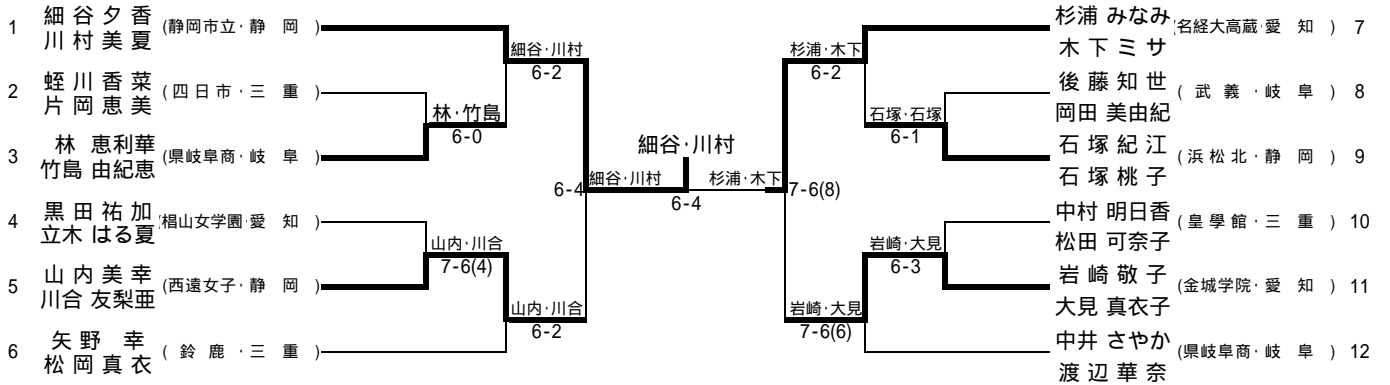 1 細谷夕香 (静岡市立·静 岡)
川村美夏
2 蛭川香菜 (四日市·三 重)
片岡恵美
3 林 恵利華 (県岐阜商·岐 阜)
竹島 由紀恵
4 黒田祐加 (椙山女学園·愛 知)
立木 はる夏
5 山内美幸 (西遠女子·静 岡)
川合 友梨亜
6 矢野 幸 (鈴鹿·三 重)
松岡真衣
細谷·川村
6-2
林·竹島
6-0
山内·川合
7-6(4)
山内·川合
6-2
6-4
細谷·川村
細谷·川村
6-4
杉浦·木下
7-6(8)
杉浦·木下
6-2
石塚·石塚
6-1
岩崎·大見
6-3
岩崎·大見
7-6(6)
杉浦 みなみ (名経大高蔵·愛 知) 7
木下ミサ
後藤知世 (武義·岐 阜) 8
岡田 美由紀
石塚紀江 (浜松北·静 岡) 9
石塚桃子
中村 明日香 (皇學館·三 重) 10
松田 可奈子
岩崎敬子 (金城学院·愛 知) 11
大見 真衣子
中井 さやか (県岐阜商·岐 阜) 12
渡辺華奈